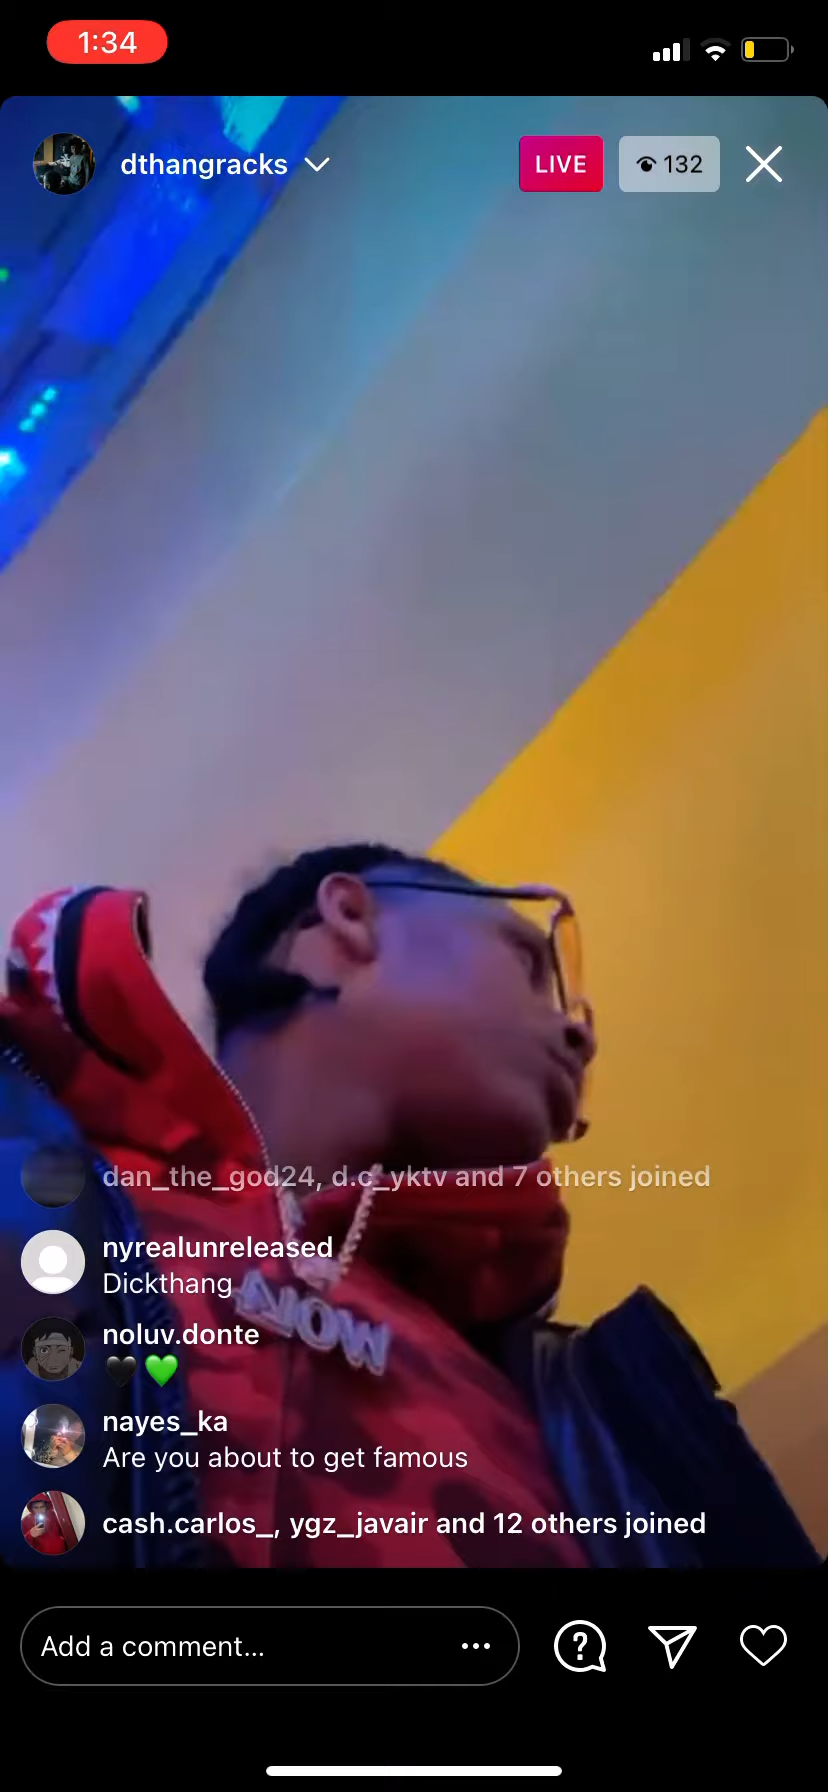 1:34
dthangracks
LIVE
132
dan_the_god24, d.c_yktv and 7 others joined
nyrealunreleased
Dickthang
noluv.donte
🖤💚
nayes_ka
Are you about to get famous
cash.carlos_, ygz_javair and 12 others joined
Add a comment...